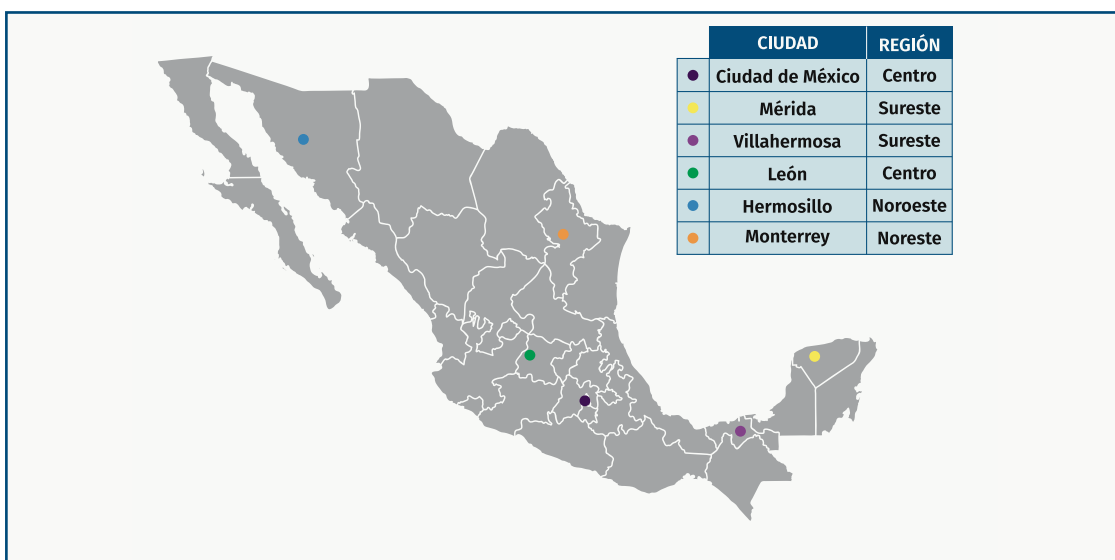 CIUDAD REGIÓN
Ciudad de México Centro
Mérida Sureste
Villahermosa Sureste
León Centro
Hermosillo Noroeste
Monterrey Noreste